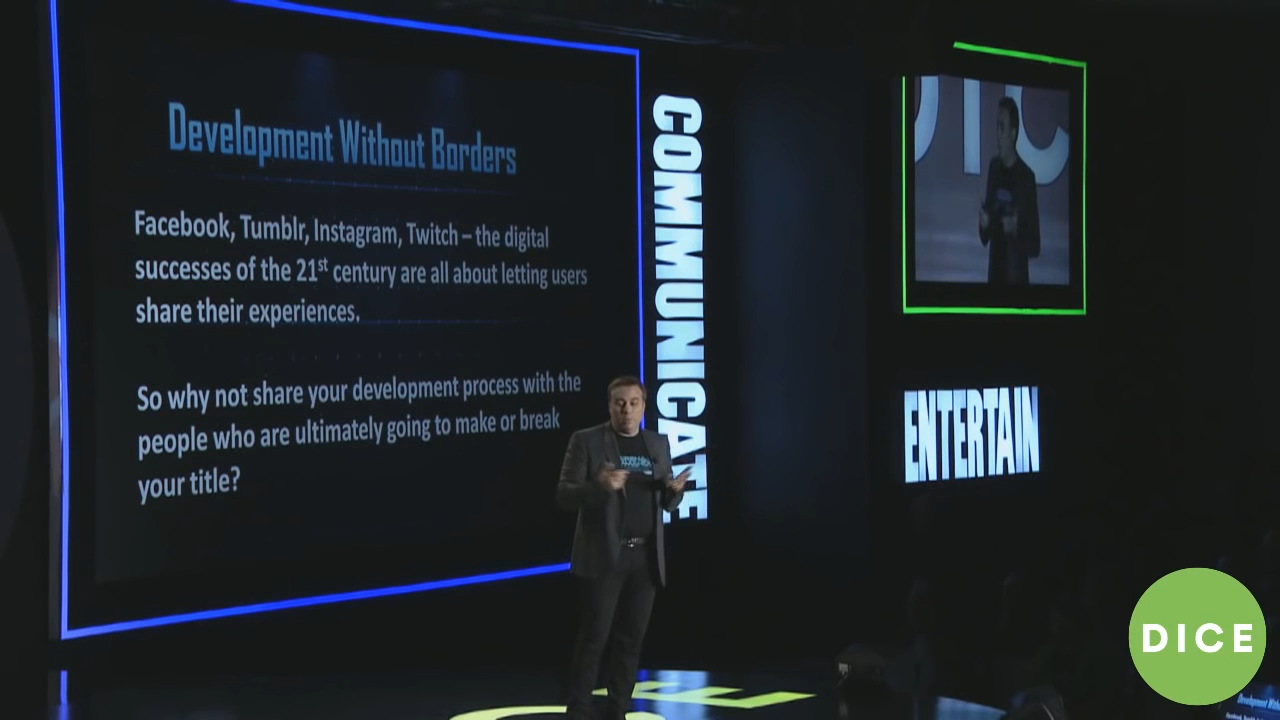 Development Without Borders
Facebook, Tumblr, Instagram, Twitch – the digital
successes of the 21st century are all about letting users
share their experiences.
So why not share your development process with the
people who are ultimately going to make or break
your title?
COMMUNICATE
ENTERTAIN
DICE